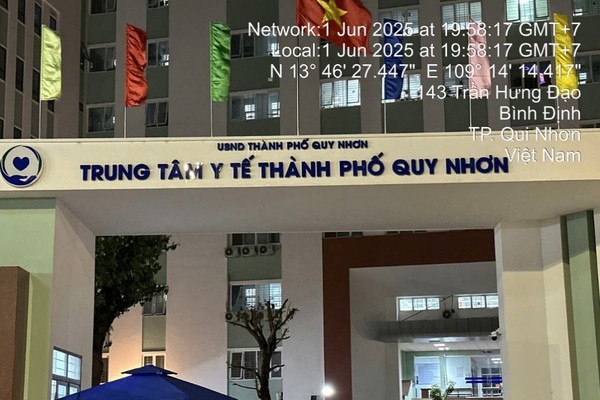 Network:1 Jun 2025 at 19:58:17 GMT+7
Local:1 Jun 2025 at 19:58:17 GMT+7
N 13° 46' 27.447", E 109° 14' 14.417"
143 Trần Hưng Đạo
Bình Định
TP. Qui Nhơn
Việt Nam
UBND THÀNH PHỐ QUY NHƠN
TRUNG TÂM Y TẾ THÀNH PHỐ QUY NHƠN